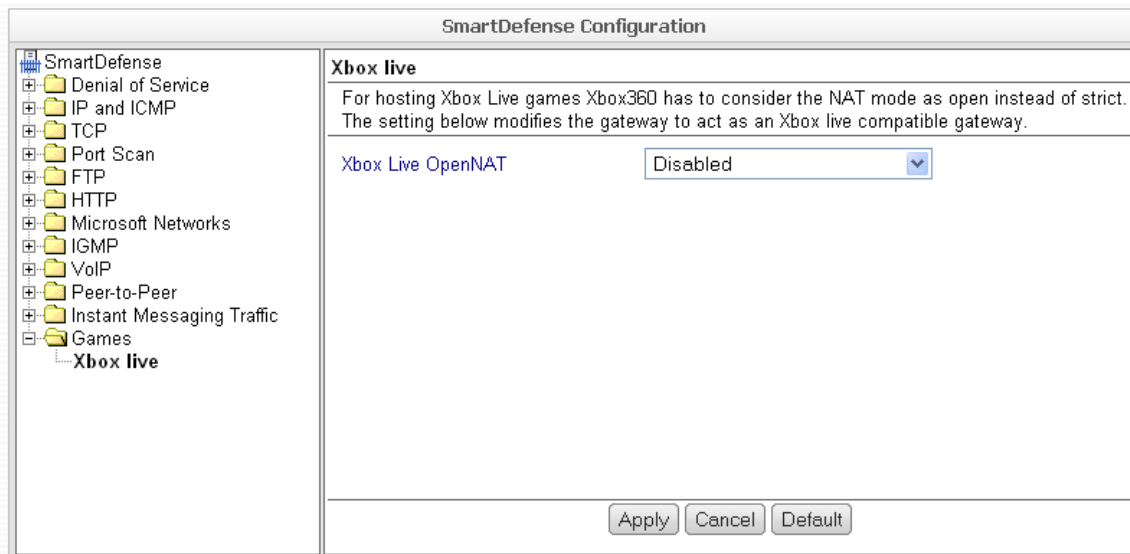 SmartDefense Configuration
SmartDefense
Denial of Service
IP and ICMP
TCP
Port Scan
FTP
HTTP
Microsoft Networks
IGMP
VoIP
Peer-to-Peer
Instant Messaging Traffic
Games
Xbox live
Xbox live
For hosting Xbox Live games Xbox360 has to consider the NAT mode as open instead of strict.
The setting below modifies the gateway to act as an Xbox live compatible gateway.
Xbox Live OpenNAT Disabled
Apply Cancel Default